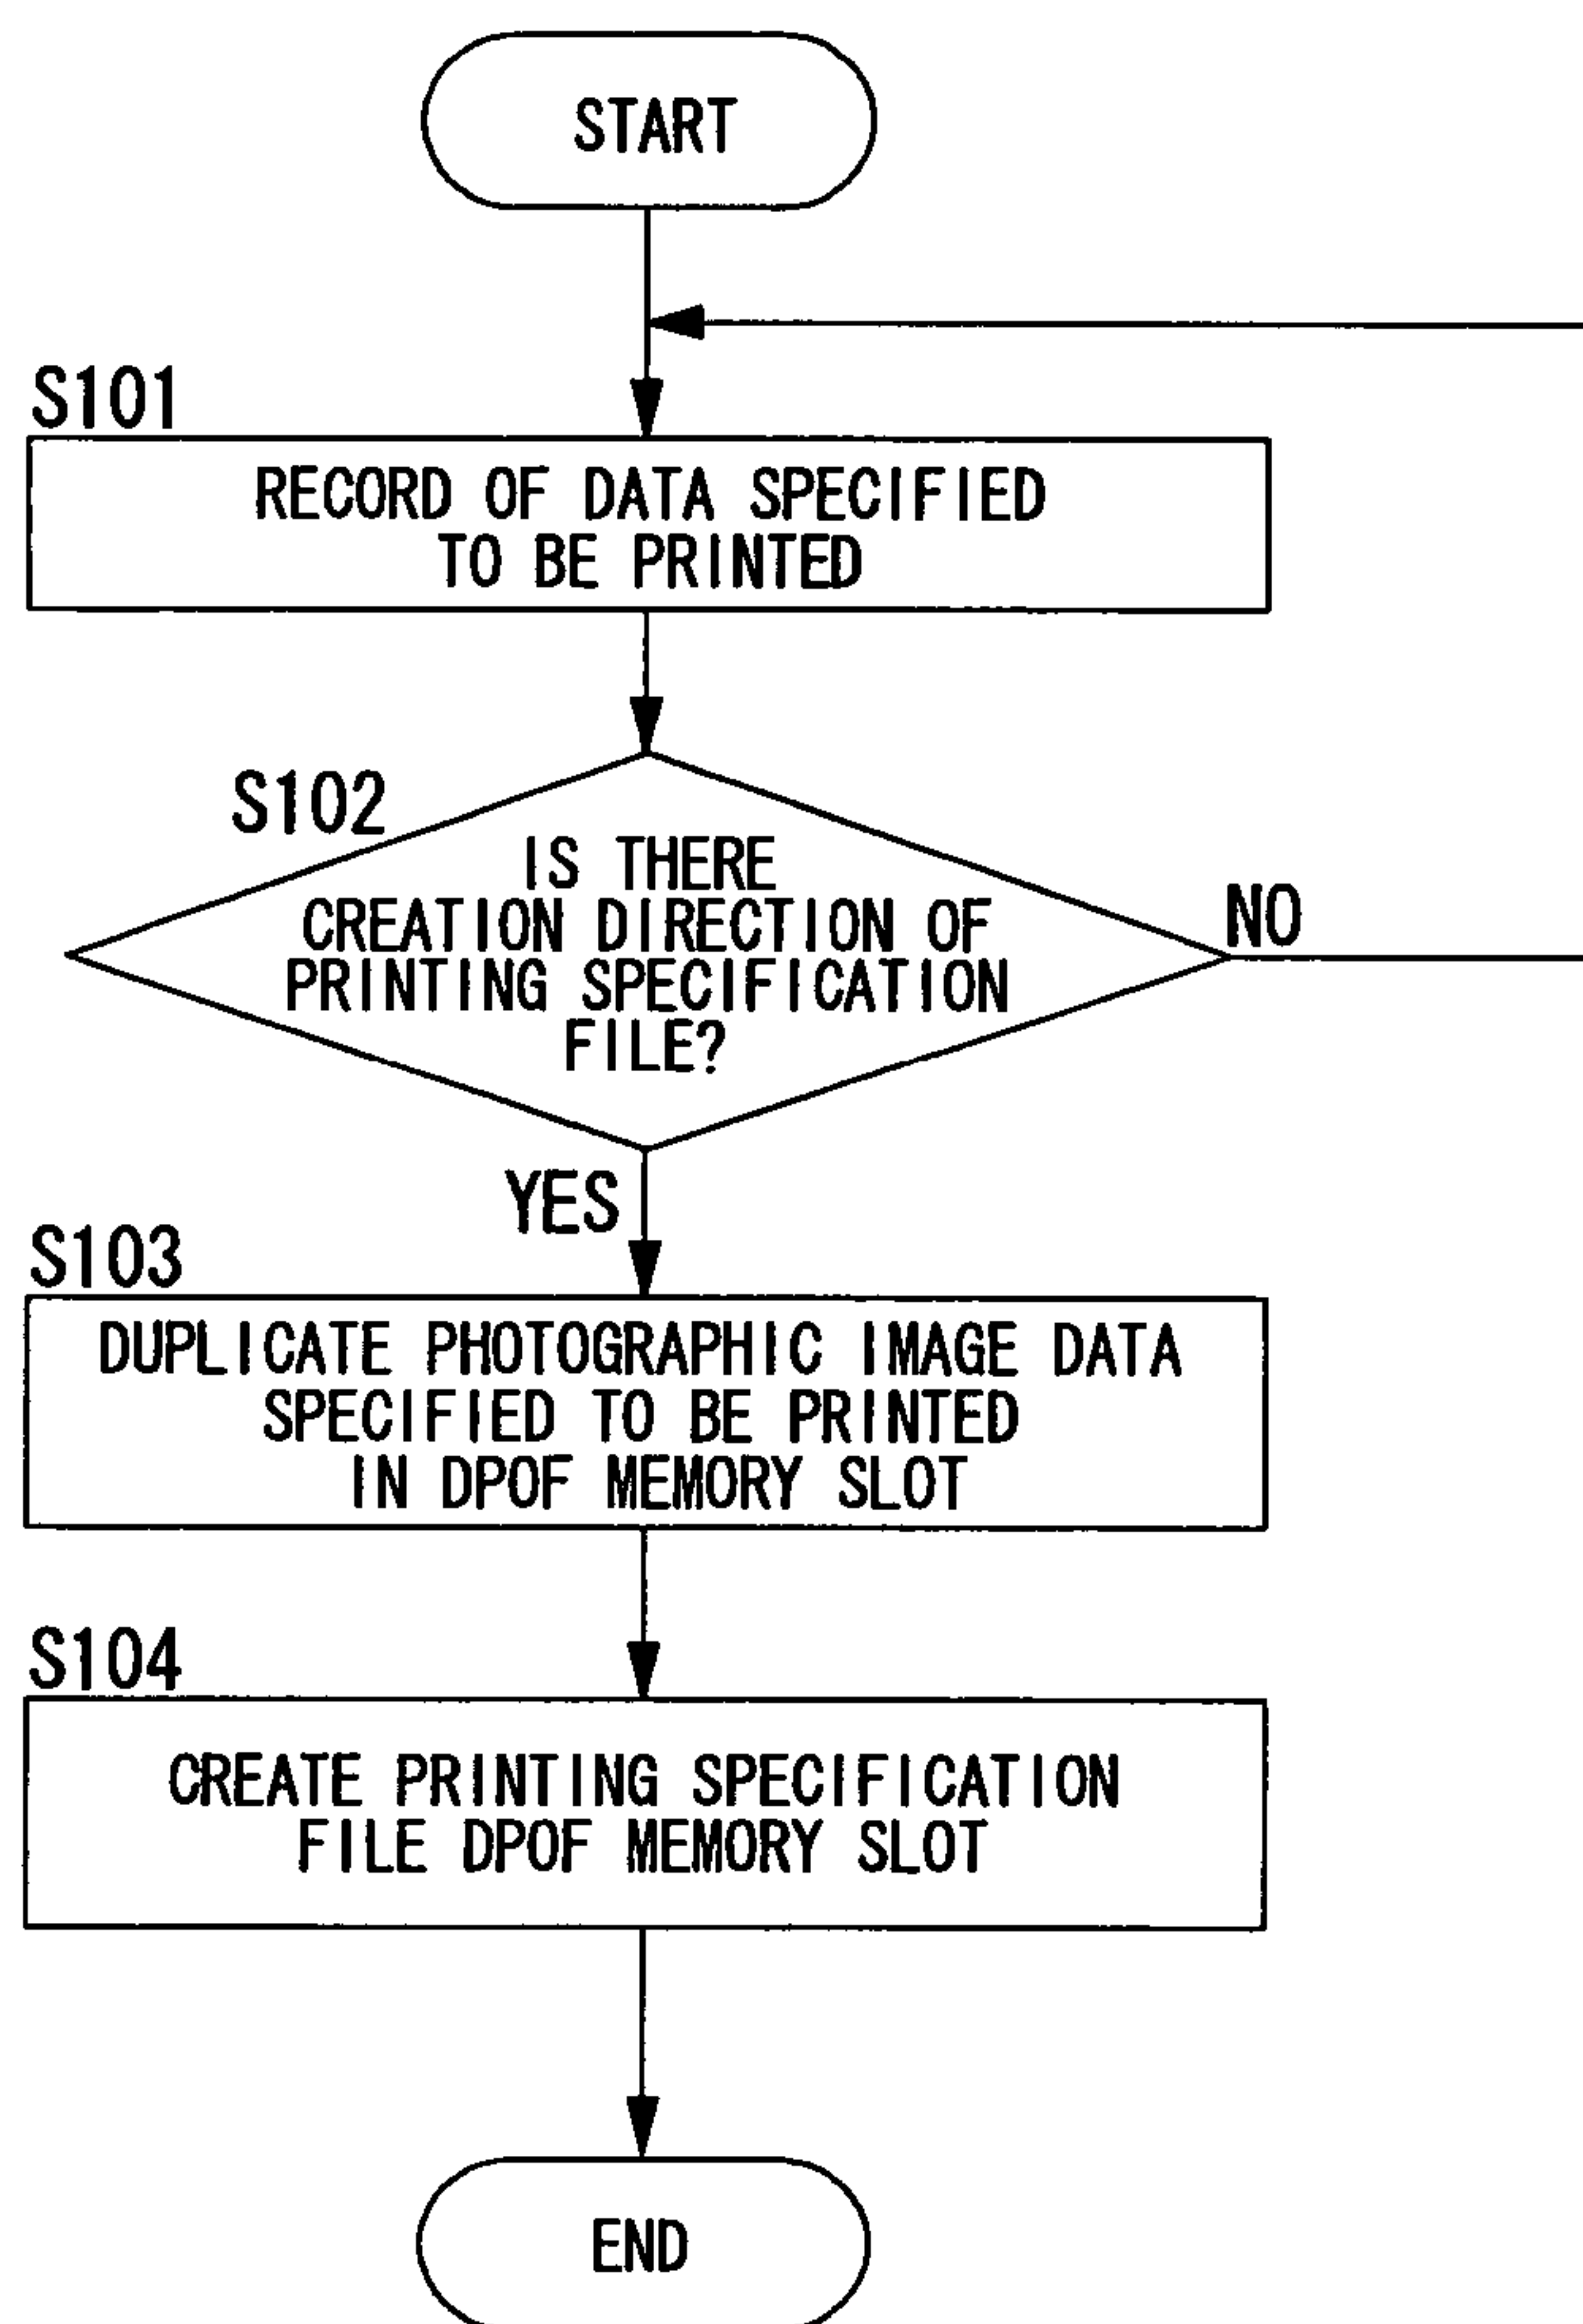 START
S101
RECORD OF DATA SPECIFIED
TO BE PRINTED
S102
IS THERE
CREATION DIRECTION OF
PRINTING SPECIFICATION
FILE?
NO
YES
S103
DUPLICATE PHOTOGRAPHIC IMAGE DATA
SPECIFIED TO BE PRINTED
IN DPOF MEMORY SLOT
S104
CREATE PRINTING SPECIFICATION
FILE DPOF MEMORY SLOT
END